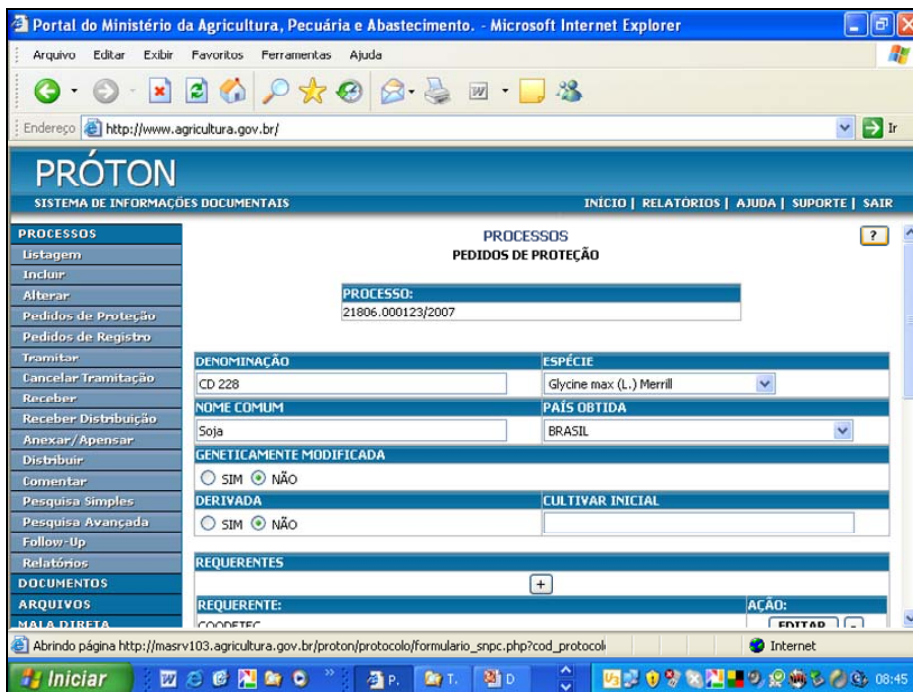 Portal do Ministério da Agricultura, Pecuária e Abastecimento. - Microsoft Internet Explorer
Arquivo Editar Exibir Favoritos Ferramentas Ajuda
Endereço http://www.agricultura.gov.br/ Ir
PRÓTON
SISTEMA DE INFORMAÇÕES DOCUMENTAIS
INÍCIO | RELATÓRIOS | AJUDA | SUPORTE | SAIR
PROCESSOS
Listagem
Incluir
Alterar
Pedidos de Proteção
Pedidos de Registro
Tramitar
Cancelar Tramitação
Receber
Receber Distribuição
Anexar/Apensar
Distribuir
Comentar
Pesquisa Simples
Pesquisa Avançada
Follow-Up
Relatórios
DOCUMENTOS
ARQUIVOS
MALA DIRETA
PROCESSOS
?
PEDIDOS DE PROTEÇÃO
PROCESSO:
21806.000123/2007
DENOMINAÇÃO ESPÉCIE
CD 228 Glycine max (L.) Merrill
NOME COMUM PAÍS OBTIDA
Soja BRASIL
GENETICAMENTE MODIFICADA
SIM NÃO
DERIVADA CULTIVAR INICIAL
SIM NÃO
REQUERENTES
+
REQUERENTE: AÇÃO:
COODETEC EDITAR -
Abrindo página http://masrv103.agricultura.gov.br/proton/protocolo/formulario_snpc.php?cod_protocol Internet
Iniciar P. T. D 08:45